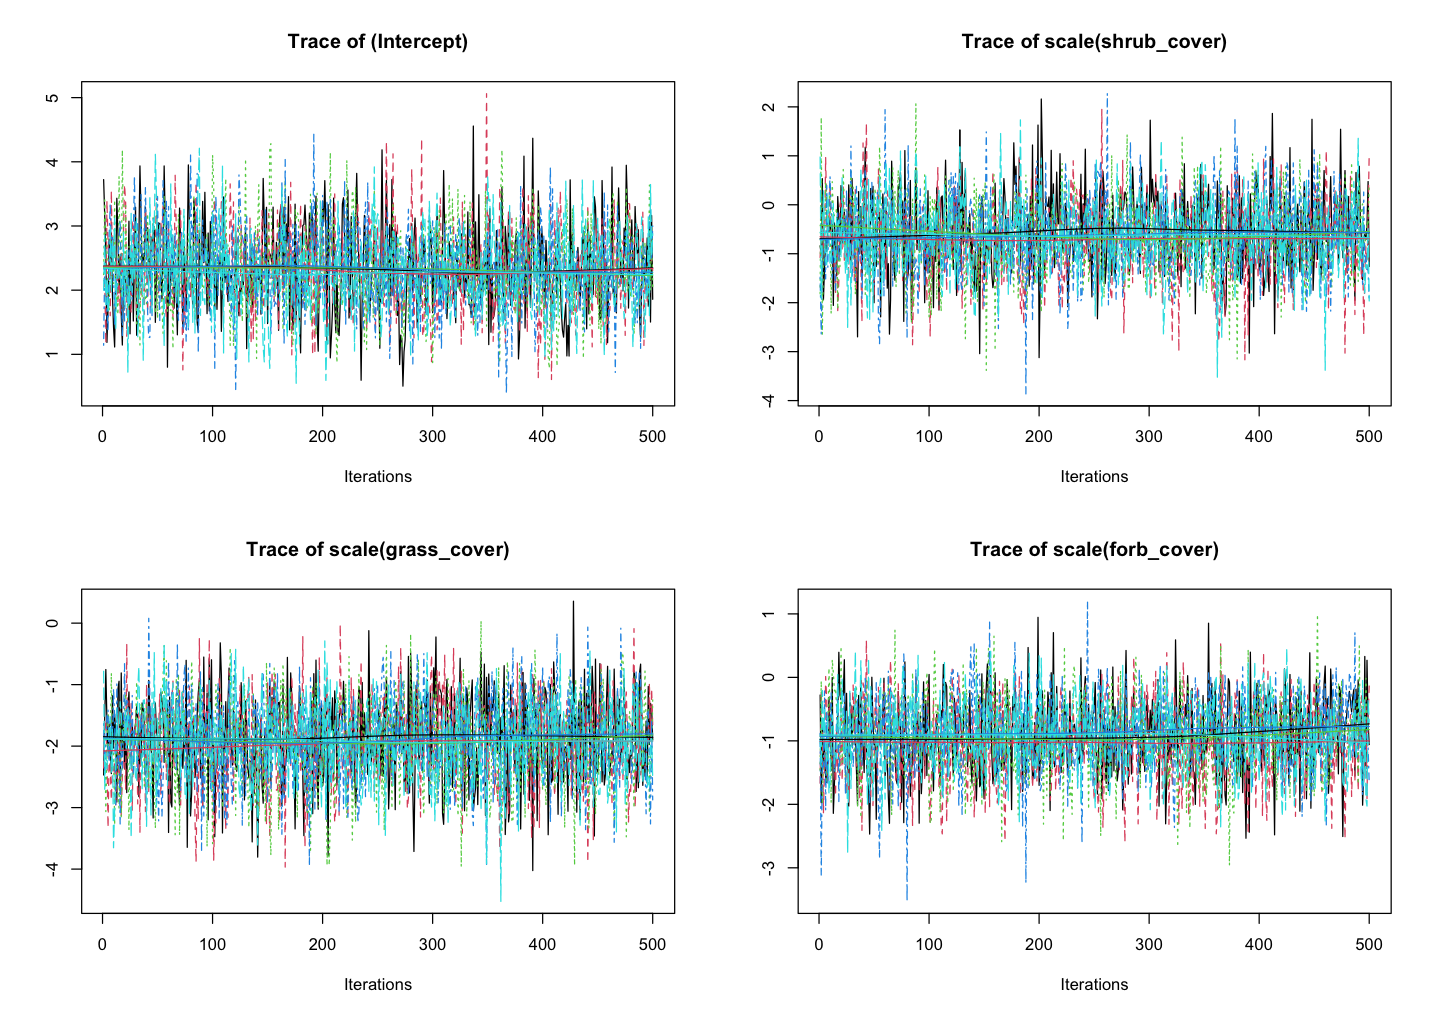 Trace of (Intercept)
5
4
3
2
1
0 100 200 300 400 500
Iterations
Trace of scale(shrub_cover)
2
1
0
-1
-2
-3
-4
0 100 200 300 400 500
Iterations
Trace of scale(grass_cover)
0
-1
-2
-3
-4
0 100 200 300 400 500
Iterations
Trace of scale(forb_cover)
1
0
-1
-2
-3
0 100 200 300 400 500
Iterations